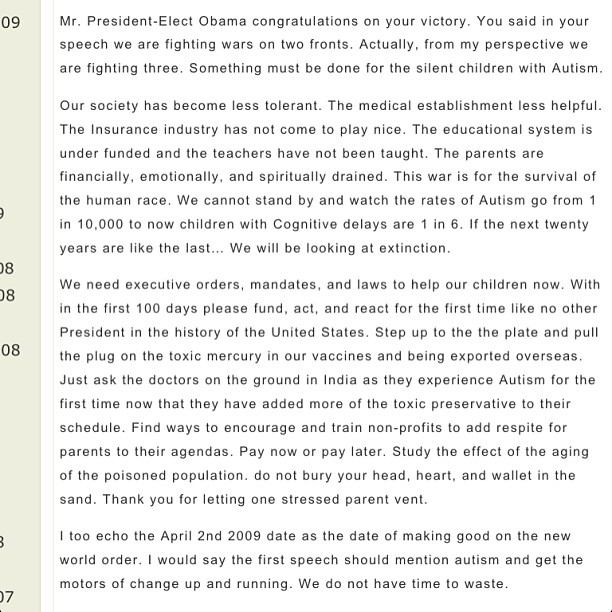 09
Mr. President-Elect Obama congratulations on your victory. You said in your
speech we are fighting wars on two fronts. Actually, from my perspective we
are fighting three. Something must be done for the silent children with Autism.
Our society has become less tolerant. The medical establishment less helpful.
The Insurance industry has not come to play nice. The educational system is
under funded and the teachers have not been taught. The parents are
financially, emotionally, and spiritually drained. This war is for the survival of
the human race. We cannot stand by and watch the rates of Autism go from 1
in 10,000 to now children with Cognitive delays are 1 in 6. If the next twenty
years are like the last... We will be looking at extinction.
We need executive orders, mandates, and laws to help our children now. With
in the first 100 days please fund, act, and react for the first time like no other
President in the history of the United States. Step up to the the plate and pull
the plug on the toxic mercury in our vaccines and being exported overseas.
Just ask the doctors on the ground in India as they experience Autism for the
first time now that they have added more of the toxic preservative to their
schedule. Find ways to encourage and train non-profits to add respite for
parents to their agendas. Pay now or pay later. Study the effect of the aging
of the poisoned population. do not bury your head, heart, and wallet in the
sand. Thank you for letting one stressed parent vent.
I too echo the April 2nd 2009 date as the date of making good on the new
world order. I would say the first speech should mention autism and get the
motors of change up and running. We do not have time to waste.
9
08
08
08
3
07